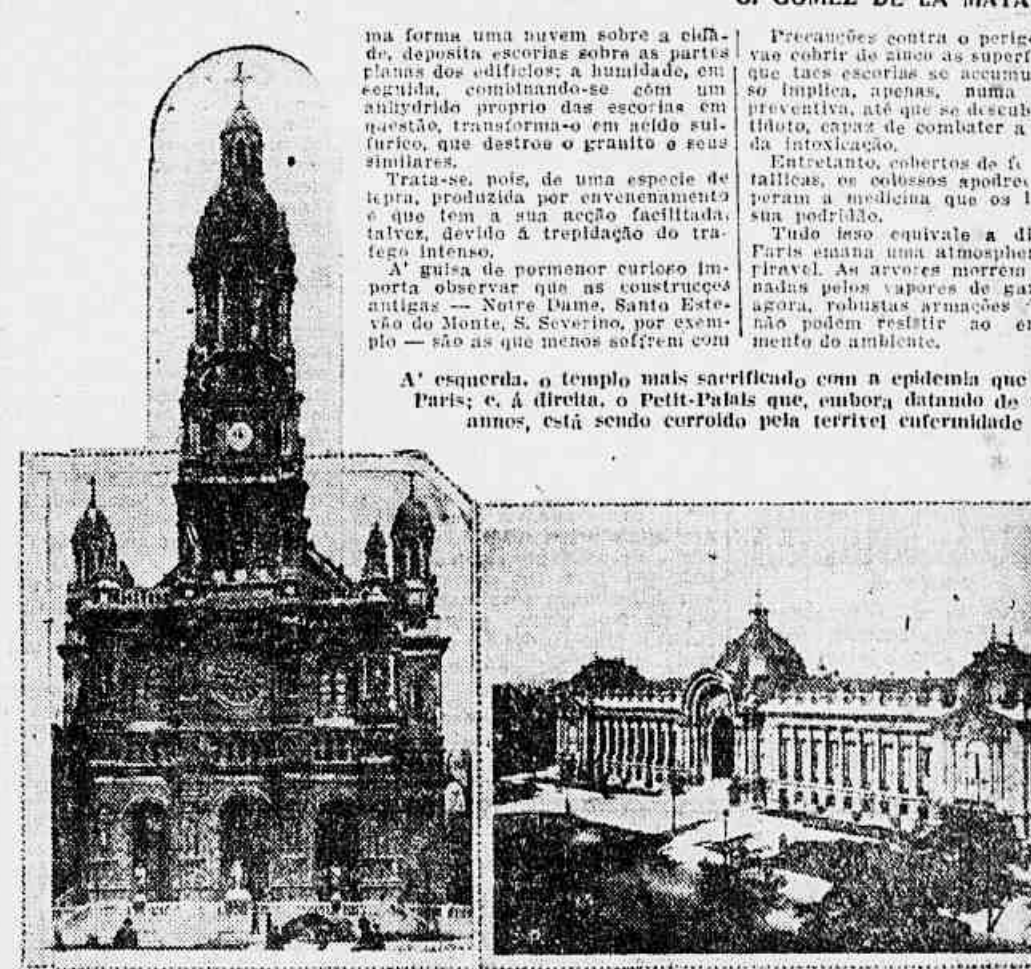 G. GOMEZ DE LA MATA
ma forma uma nuvem sobre a cida-
de, deposita escorias sobre as partes
planas dos edificios; a humidade, em
seguida, combinando-se com um
anhydrido proprio das escorias em
questão, transforma-o em acido sul-
furico, que destroe o granito e seus
similares.
Trata-se, pois, de uma especie de
lepra, produzida por envenenamento
e que tem a sua acção facilitada,
talvez, devido á trepidação do tra-
fego intenso.
A' guisa de pormenor curioso im-
porta observar que as construcções
antigas — Notre Dame, Santo Este-
vão do Monte, S. Severino, por exem-
plo — são as que menos soffrem com
Precauções contra o perigo
vae cobrir de zinco as superf
que taes escorias se accumu
so implica, apenas, numa
preventiva, até que se descub
tidoto, capaz de combater a
da intoxicação.
Entretanto, cobertos de
tallicas, os colossos apodre
peram a medicina que os
sua podridão.
Tudo isso equivale a di
Paris emana uma atmospher
piravel. As arvores morrem
nadas pelos vapores de ga
agora, robustas armações
não podem resistir ao
mento do ambiente.
A' esquerda, o templo mais sacrificado com a epidemia que
Paris; e, á direita, o Petit-Palais que, embora datando de
annos, está sendo corroido pela terrivel enfermidade